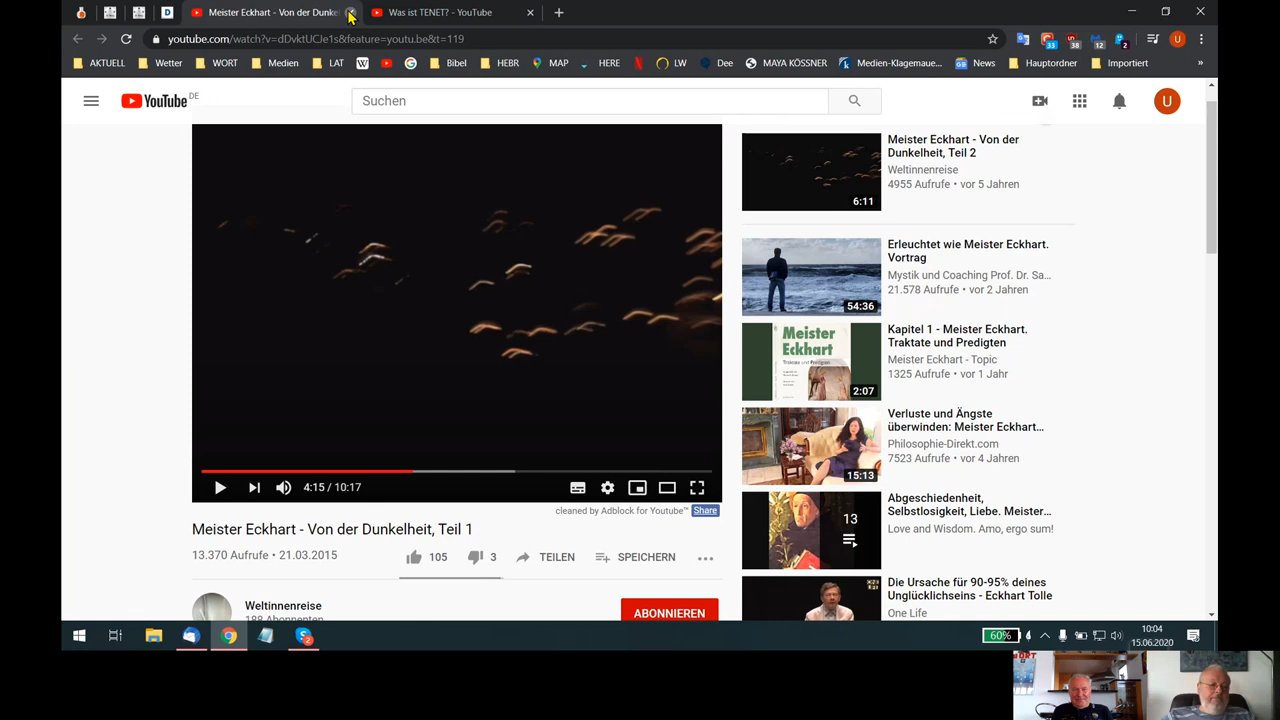 Meister Eckhart - Von der Dunkel
Was ist TENET? - YouTube
youtube.com/watch?v=dDvktUCJe1s&feature=youtu.be&t=119
AKTUELL
Wetter
WORT
Medien
LAT
Bibel
HEBR
MAP
HERE
LW
Dee
MAYA KÖSSNER
Medien-Klagemaue...
News
Hauptordner
Importiert
YouTube DE
Suchen
U
Meister Eckhart - Von der
Dunkelheit, Teil 2
Weltinnenreise
4955 Aufrufe • vor 5 Jahren
6:11
Erleuchtet wie Meister Eckhart.
Vortrag
Mystik und Coaching Prof. Dr. Sa...
21.578 Aufrufe • vor 2 Jahren
54:36
Kapitel 1 - Meister Eckhart.
Traktate und Predigten
Meister Eckhart - Topic
1325 Aufrufe • vor 1 Jahr
Meister
Eckhart
Traktate und Predigten
2:07
Verluste und Ängste
überwinden: Meister Eckhart...
Philosophie-Direkt.com
7523 Aufrufe • vor 4 Jahren
15:13
Abgeschiedenheit,
Selbstlosigkeit, Liebe. Meister...
Love and Wisdom. Amo, ergo sum!
13
Die Ursache für 90-95% deines
Unglücklichseins - Eckhart Tolle
One Life
4:15 / 10:17
cleaned by Adblock for Youtube™ Share
Meister Eckhart - Von der Dunkelheit, Teil 1
13.370 Aufrufe • 21.03.2015
105
3
TEILEN
SPEICHERN
Weltinnenreise
188 Abonnenten
ABONNIEREN
60%
10:04
15.06.2020